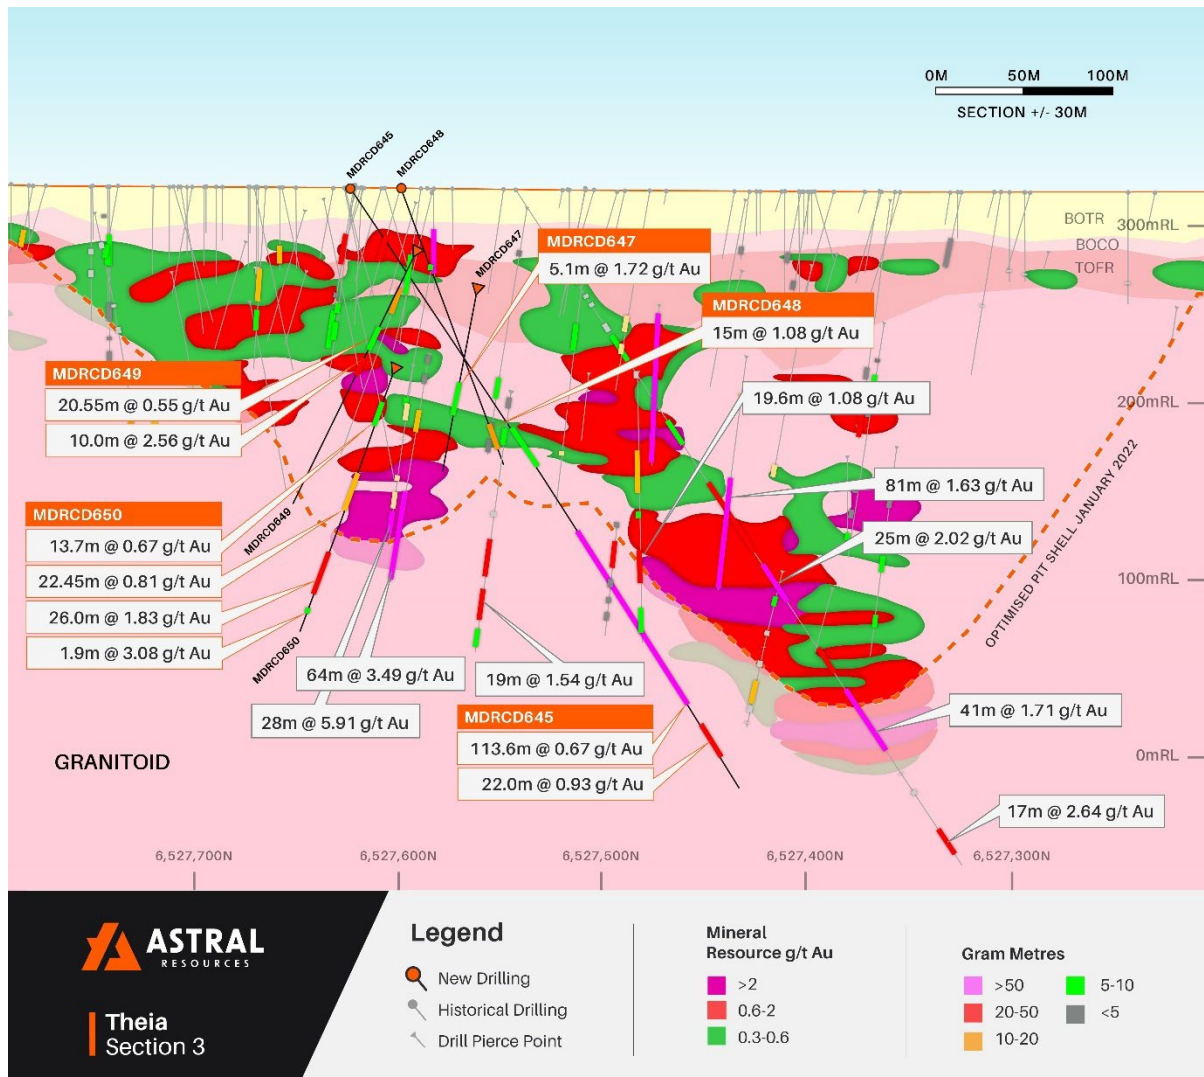 0M 50M 100M
SECTION +/- 30M
MDRCD645
MDRCD648
MDRCD647
BOTR
300mRL
BOCO
TOFR
MDRCD647
5.1m @ 1.72 g/t Au
MDRCD648
15m @ 1.08 g/t Au
MDRCD649
20.55m @ 0.55 g/t Au
10.0m @ 2.56 g/t Au
19.6m @ 1.08 g/t Au
200mRL
OPTIMISED PIT SHELL JANUARY 2022
81m @ 1.63 g/t Au
25m @ 2.02 g/t Au
MDRCD649
MDRCD650
13.7m @ 0.67 g/t Au
22.45m @ 0.81 g/t Au
26.0m @ 1.83 g/t Au
1.9m @ 3.08 g/t Au
100mRL
MDRCD650
64m @ 3.49 g/t Au
19m @ 1.54 g/t Au
28m @ 5.91 g/t Au
MDRCD645
113.6m @ 0.67 g/t Au
22.0m @ 0.93 g/t Au
41m @ 1.71 g/t Au
GRANITOID
0mRL
17m @ 2.64 g/t Au
6,527,700N 6,527,600N 6,527,500N 6,527,400N 6,527,300N
ASTRAL
RESOURCES
Theia
Section 3
Legend
New Drilling
Historical Drilling
Drill Pierce Point
Mineral
Resource g/t Au
>2
0.6-2
0.3-0.6
Gram Metres
>50
20-50
10-20
5-10
<5